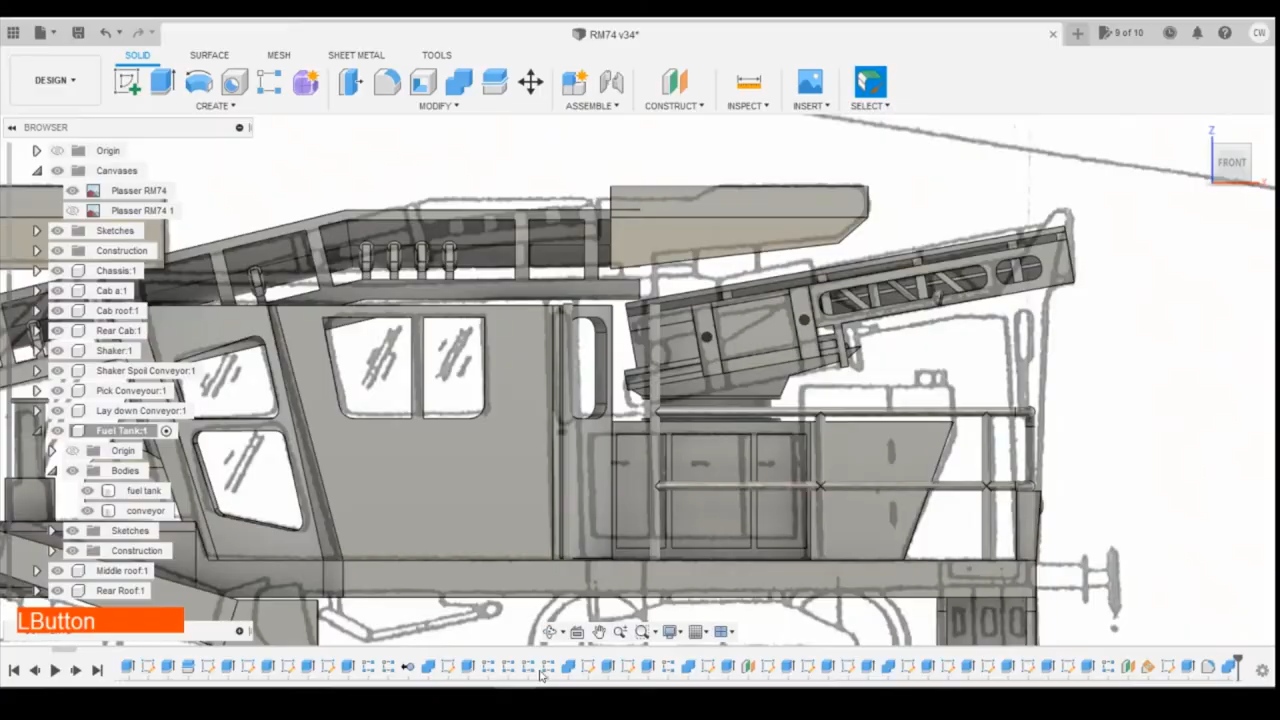 RM74 v34*
9 of 10
CW
SOLID
SURFACE
MESH
SHEET METAL
TOOLS
DESIGN
CREATE
MODIFY
ASSEMBLE
CONSTRUCT
INSPECT
INSERT
SELECT
BROWSER
Origin
Canvases
Plasser RM74
Plasser RM74 1
Sketches
Construction
Chassis:1
Cab a:1
Cab roof:1
Rear Cab:1
Shaker:1
Shaker Spoil Conveyor:1
Pick Conveyour:1
Lay down Conveyor:1
Fuel Tank:1
Origin
Bodies
fuel tank
conveyor
Sketches
Construction
Middle roof:1
Rear Roof:1
LButton
Z
FRONT